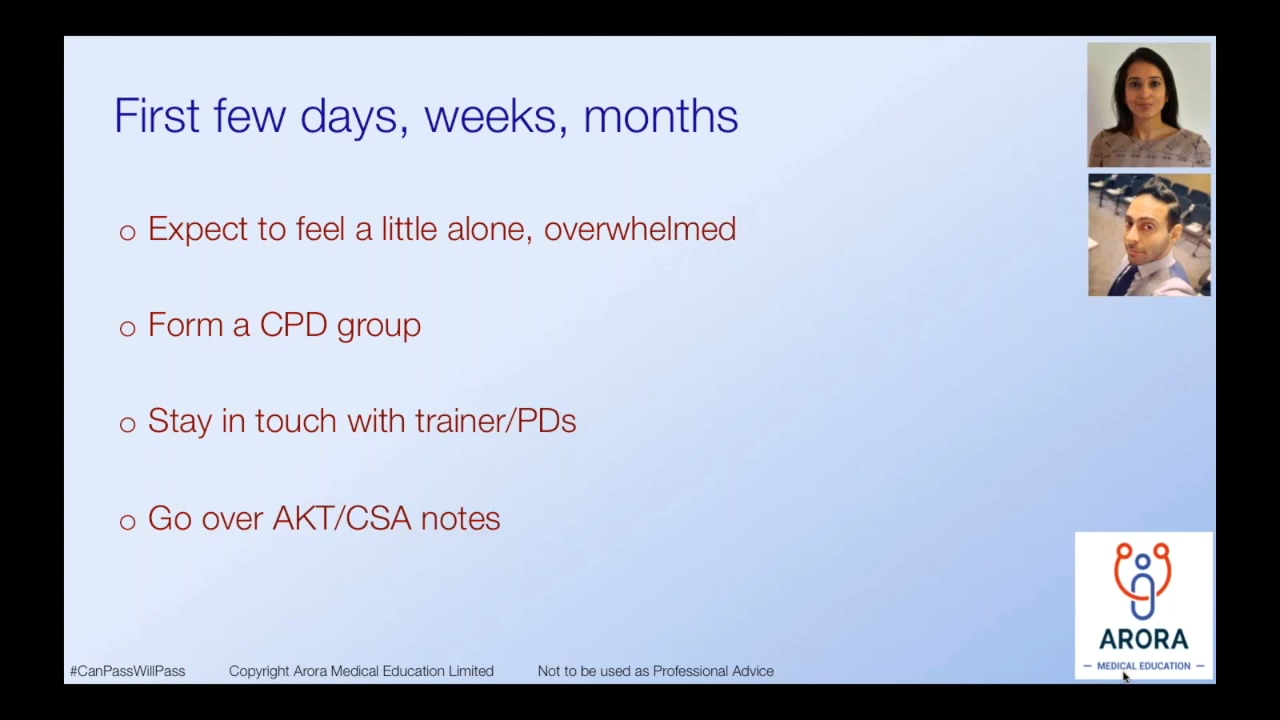 First few days, weeks, months
o Expect to feel a little alone, overwhelmed
o Form a CPD group
o Stay in touch with trainer/PDs
o Go over AKT/CSA notes
ARORA
MEDICAL EDUCATION
#CanPassWillPass Copyright Arora Medical Education Limited Not to be used as Professional Advice